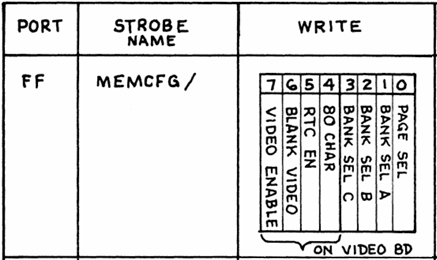 PORT
STROBE
NAME
WRITE
FF
MEMCFG/
7 6 5 4 3 2 1 0
VIDEO ENABLE
BLANK VIDEO
RTC EN
80 CHAR
BANK SEL C
BANK SEL B
BANK SEL A
PAGE SEL
ON VIDEO BD